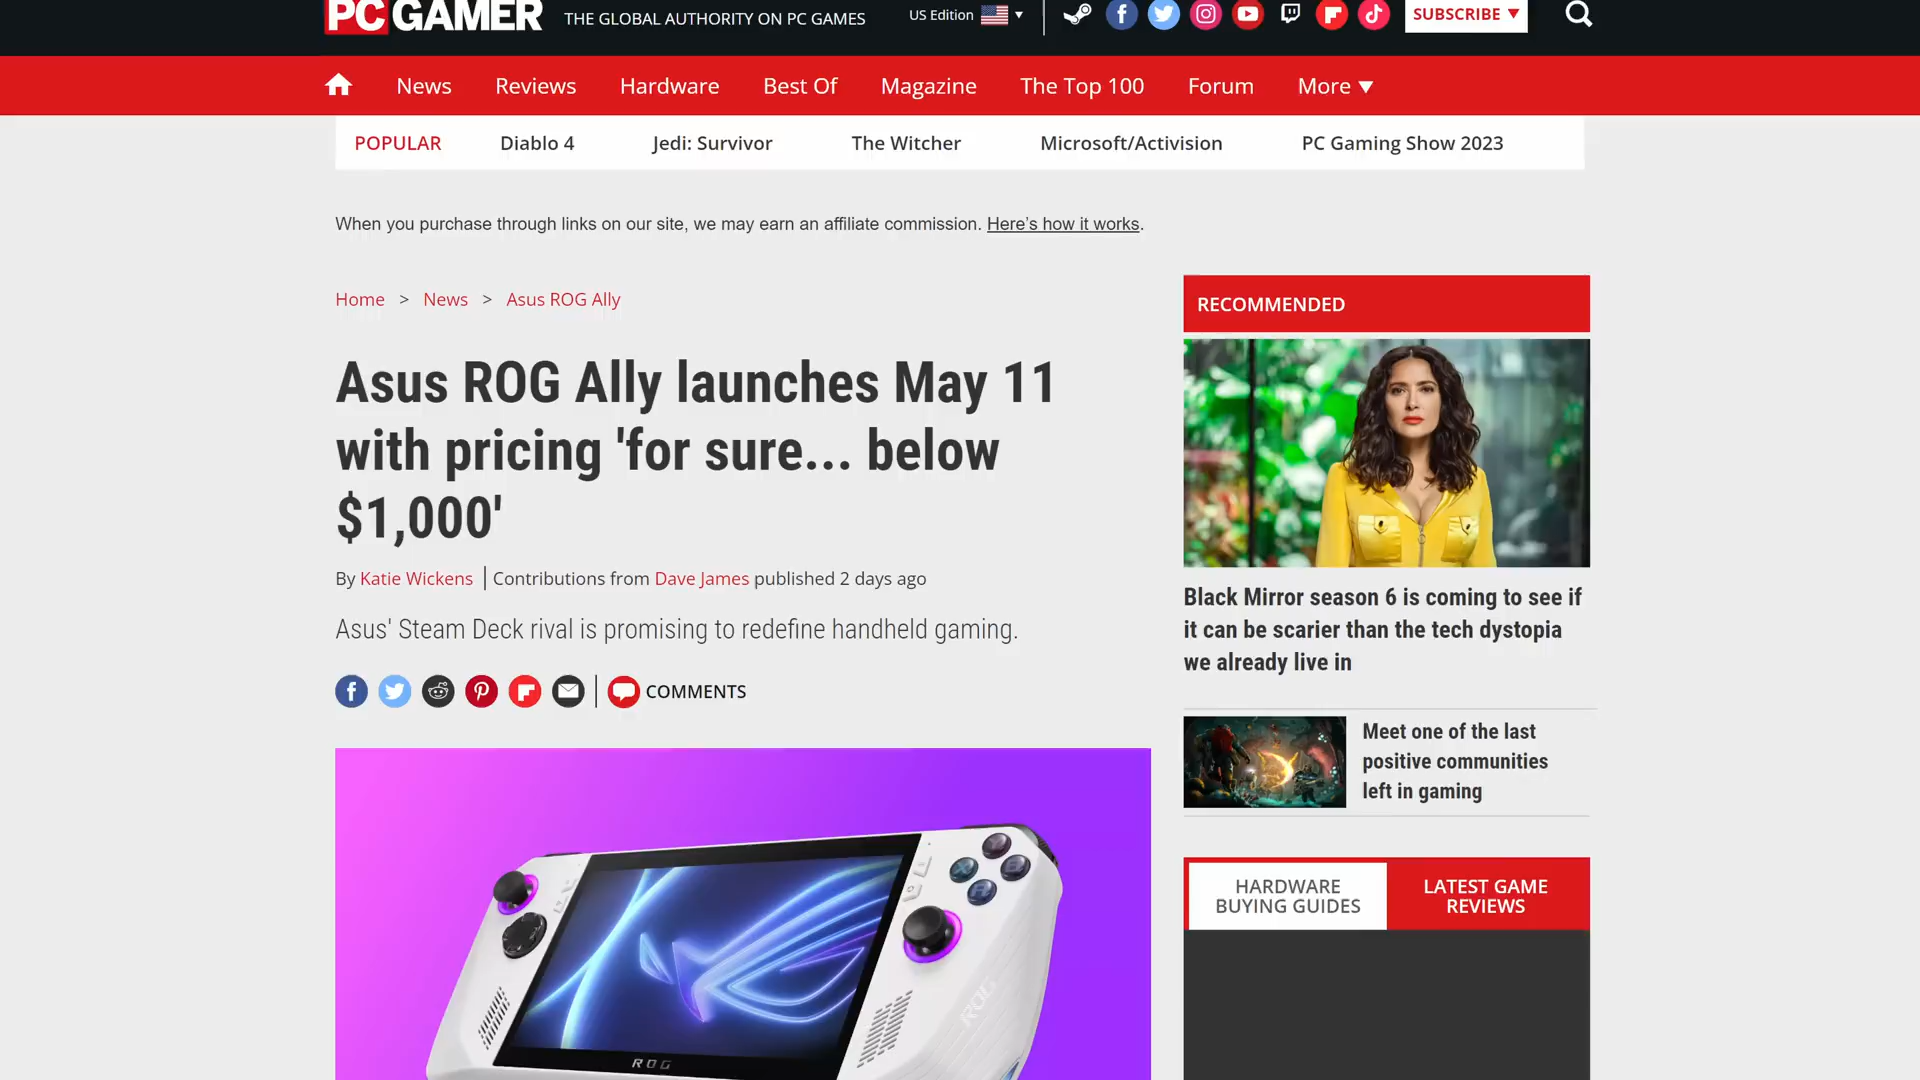 PC GAMER THE GLOBAL AUTHORITY ON PC GAMES US Edition SUBSCRIBE
News Reviews Hardware Best Of Magazine The Top 100 Forum More
POPULAR Diablo 4 Jedi: Survivor The Witcher Microsoft/Activision PC Gaming Show 2023
When you purchase through links on our site, we may earn an affiliate commission. Here’s how it works.
Home > News > Asus ROG Ally
Asus ROG Ally launches May 11
with pricing 'for sure... below
$1,000'
By Katie Wickens Contributions from Dave James published 2 days ago
Asus' Steam Deck rival is promising to redefine handheld gaming.
COMMENTS
X
B
A
ROG
ROG
RECOMMENDED
Black Mirror season 6 is coming to see if
it can be scarier than the tech dystopia
we already live in
Meet one of the last
positive communities
left in gaming
HARDWARE
BUYING GUIDES
LATEST GAME
REVIEWS